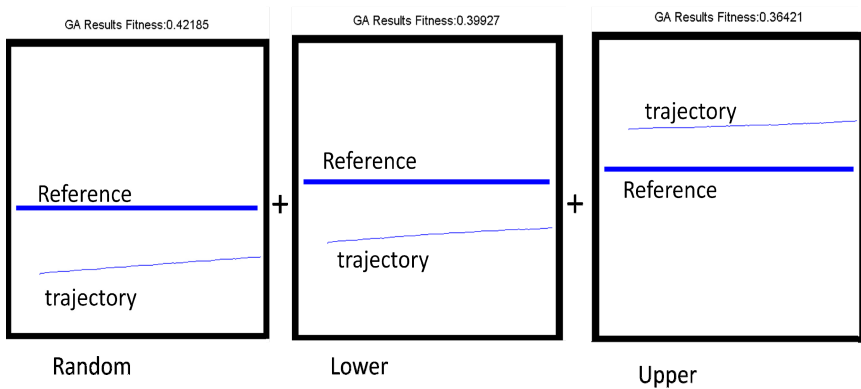 GA Results Fitness:0.42185
Reference
trajectory
Random
+
GA Results Fitness:0.39927
Reference
trajectory
Lower
+
GA Results Fitness:0.36421
trajectory
Reference
Upper